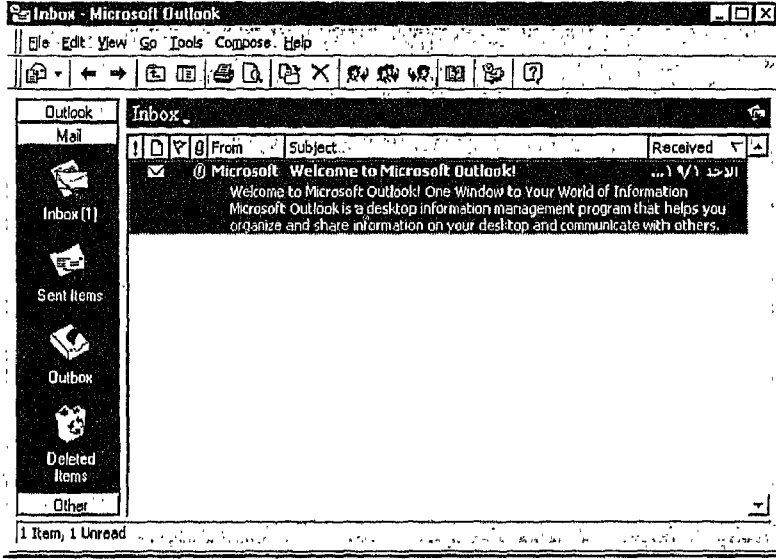 Inbox - Microsoft Outlook
File Edit View Go Tools Compose Help
Outlook
Mail
Inbox (1)
Sent Items
Outbox
Deleted Items
Other
Inbox
From Subject Received
Microsoft Welcome to Microsoft Outlook! الاحد ٩/١
Welcome to Microsoft Outlook! One Window to Your World of Information
Microsoft Outlook is a desktop information management program that helps you
organize and share information on your desktop and communicate with others.
1 Item, 1 Unread